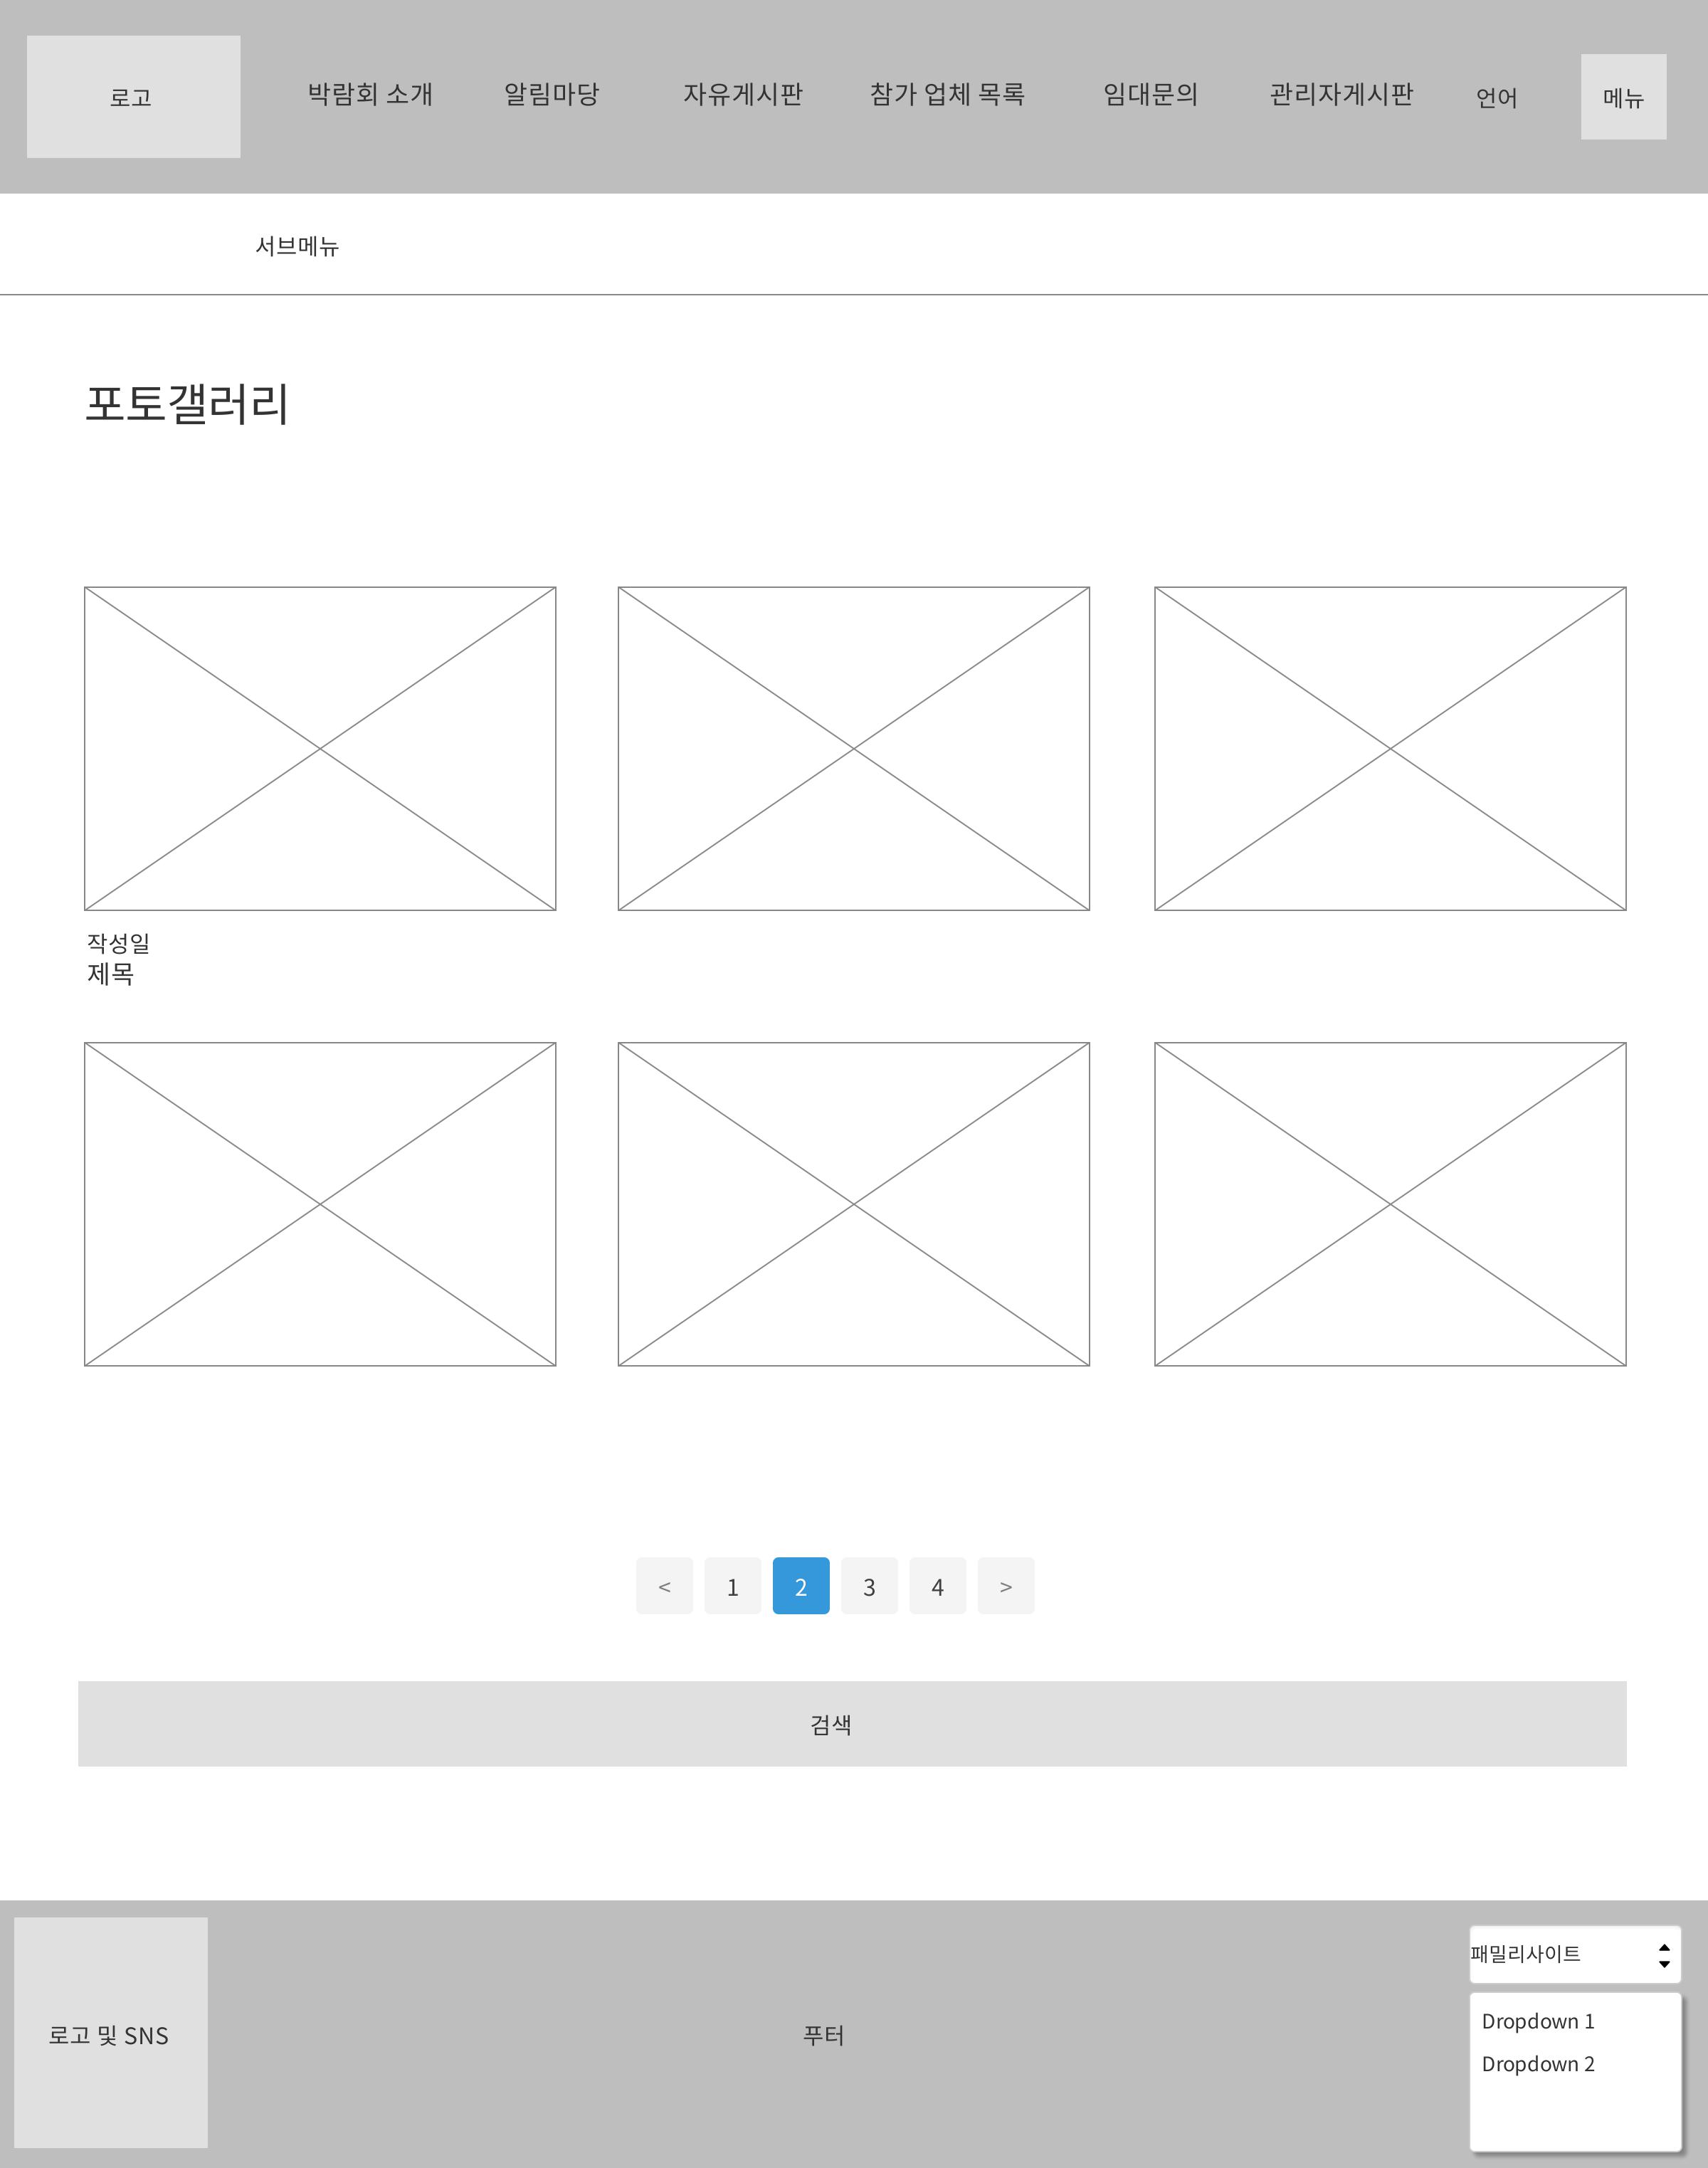 로고
박람회 소개
알림마당
자유게시판
참가 업체 목록
임대문의
관리자게시판
언어
메뉴
서브메뉴
포토갤러리
작성일
제목
< 1 2 3 4 >
검색
로고 및 SNS
푸터
패밀리사이트
Dropdown 1
Dropdown 2